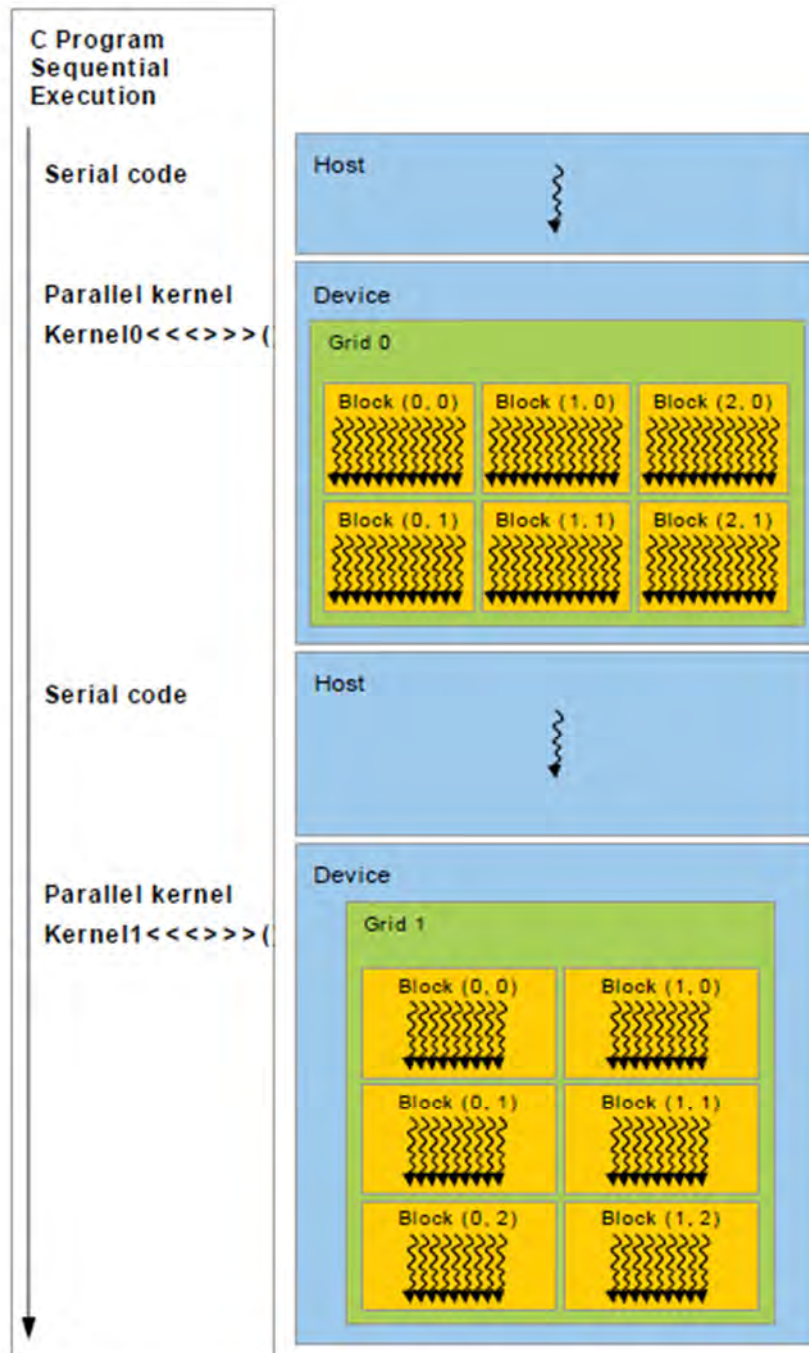 C Program
Sequential
Execution
Serial code
Host
Parallel kernel
Kernel0<<<>>>(
Device
Grid 0
Block (0, 0)
Block (1, 0)
Block (2, 0)
Block (0, 1)
Block (1, 1)
Block (2, 1)
Serial code
Host
Parallel kernel
Kernel1<<<>>>(
Device
Grid 1
Block (0, 0)
Block (1, 0)
Block (0, 1)
Block (1, 1)
Block (0, 2)
Block (1, 2)